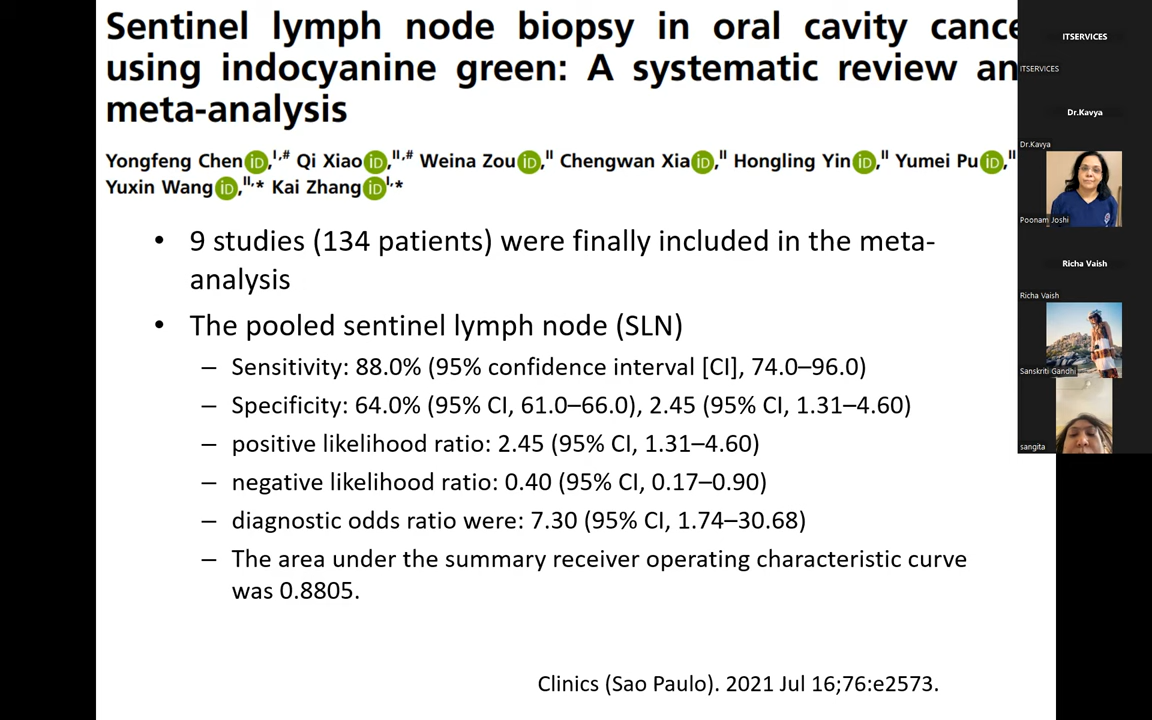 Sentinel lymph node biopsy in oral cavity cance
using indocyanine green: A systematic review an
meta-analysis
Yongfeng Chen iD,I,# Qi Xiao iD,II,# Weina Zou iD,II Chengwan Xia iD,II Hongling Yin iD,II Yumei Pu iD,II
Yuxin Wang iD,II,* Kai Zhang iD I,*
• 9 studies (134 patients) were finally included in the meta-
analysis
• The pooled sentinel lymph node (SLN)
– Sensitivity: 88.0% (95% confidence interval [CI], 74.0–96.0)
– Specificity: 64.0% (95% CI, 61.0–66.0), 2.45 (95% CI, 1.31–4.60)
– positive likelihood ratio: 2.45 (95% CI, 1.31–4.60)
– negative likelihood ratio: 0.40 (95% CI, 0.17–0.90)
– diagnostic odds ratio were: 7.30 (95% CI, 1.74–30.68)
– The area under the summary receiver operating characteristic curve
was 0.8805.
Clinics (Sao Paulo). 2021 Jul 16;76:e2573.
ITSERVICES
ITSERVICES
Dr.Kavya
Dr.Kavya
Poonam Joshi
Richa Vaish
Richa Vaish
Sanskriti Gandhi
sangita